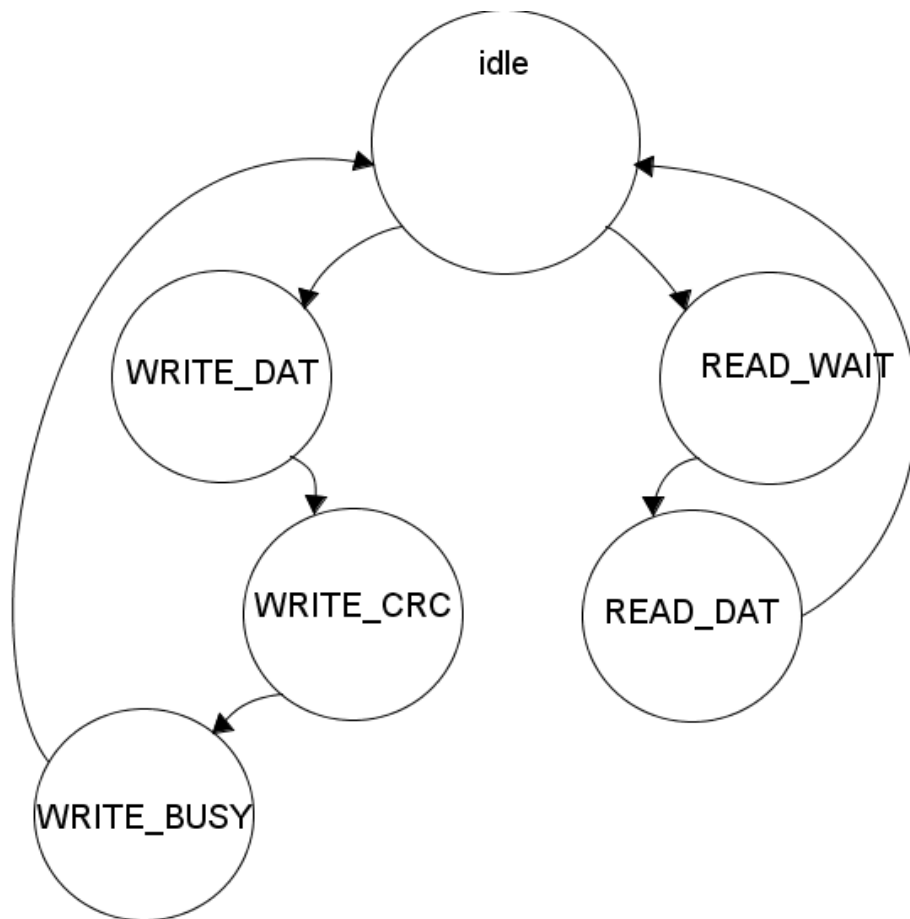 idle
WRITE_DAT
READ_WAIT
WRITE_CRC
READ_DAT
WRITE_BUSY